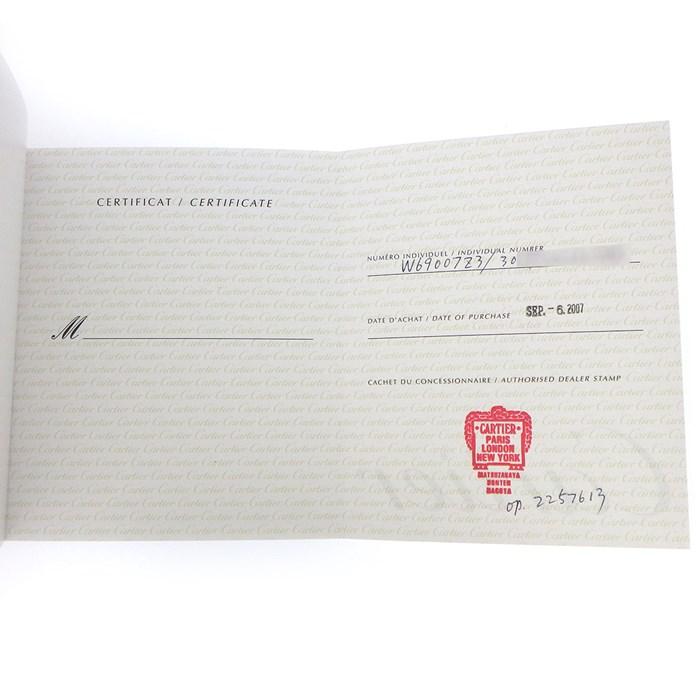 CERTIFICAT / CERTIFICATE
M
NUMÉRO INDIVIDUEL / INDIVIDUAL NUMBER
W6900723/30
DATE D'ACHAT / DATE OF PURCHASE SEP. - 6. 2007
CACHET DU CONCESSIONNAIRE / AUTHORISED DEALER STAMP
CARTIER
PARIS
LONDON
NEW YORK
MATSUZAKAYA
HONTEN
NAGOYA
op. 2257613